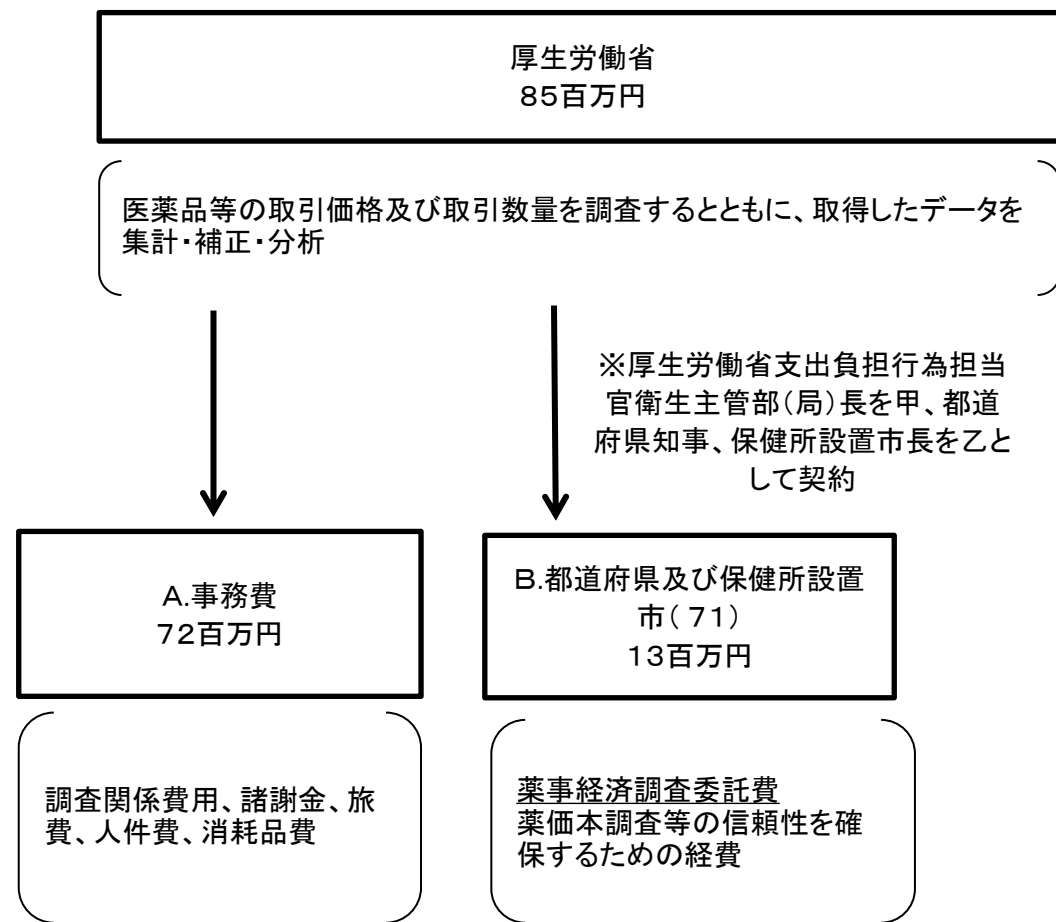 厚生労働省
85百万円
医薬品等の取引価格及び取引数量を調査するとともに、取得したデータを
集計・補正・分析
※厚生労働省支出負担行為担当
官衛生主管部(局)長を甲、都道
府県知事、保健所設置市長を乙と
して契約
A.事務費
72百万円
B.都道府県及び保健所設置
市( 71)
13百万円
調査関係費用、諸謝金、旅
費、人件費、消耗品費
薬事経済調査委託費
薬価本調査等の信頼性を確
保するための経費